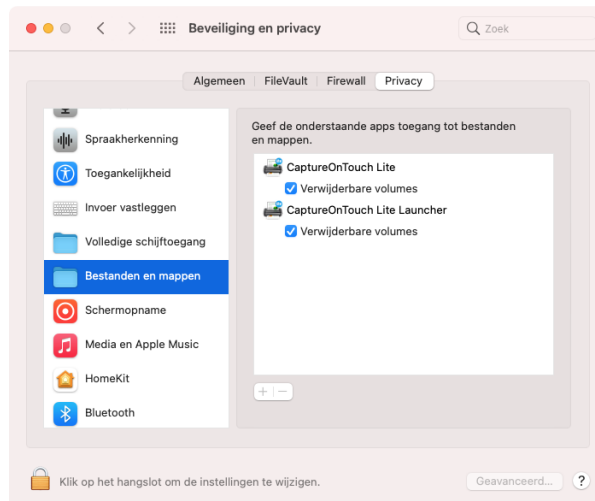 Beveiliging en privacy
Zoek
Algemeen FileVault Firewall Privacy
Spraakherkenning
Toegankelijkheid
Invoer vastleggen
Volledige schijftoegang
Bestanden en mappen
Schermopname
Media en Apple Music
HomeKit
Bluetooth
Geef de onderstaande apps toegang tot bestanden
en mappen.
CaptureOnTouch Lite
Verwijderbare volumes
CaptureOnTouch Lite Launcher
Verwijderbare volumes
Klik op het hangslot om de instellingen te wijzigen.
Geavanceerd... ?